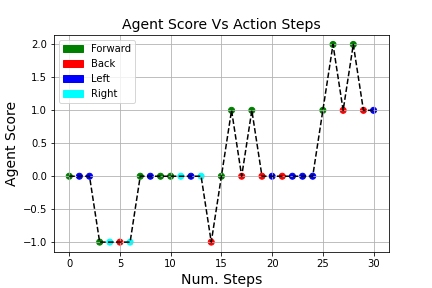 Agent Score Vs Action Steps
2.0
1.5
1.0
0.5
0.0
−0.5
−1.0
Agent Score
Forward
Back
Left
Right
0 5 10 15 20 25 30
Num. Steps